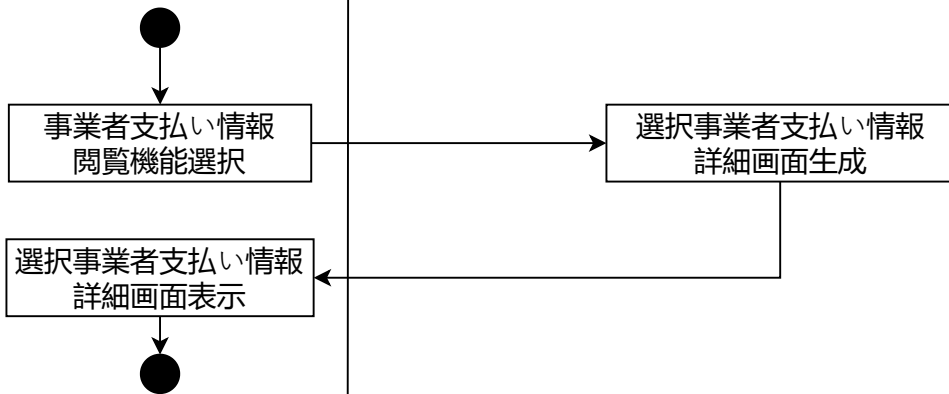 事業者支払い情報
閲覧機能選択
選択事業者支払い情報
詳細画面生成
選択事業者支払い情報
詳細画面表示